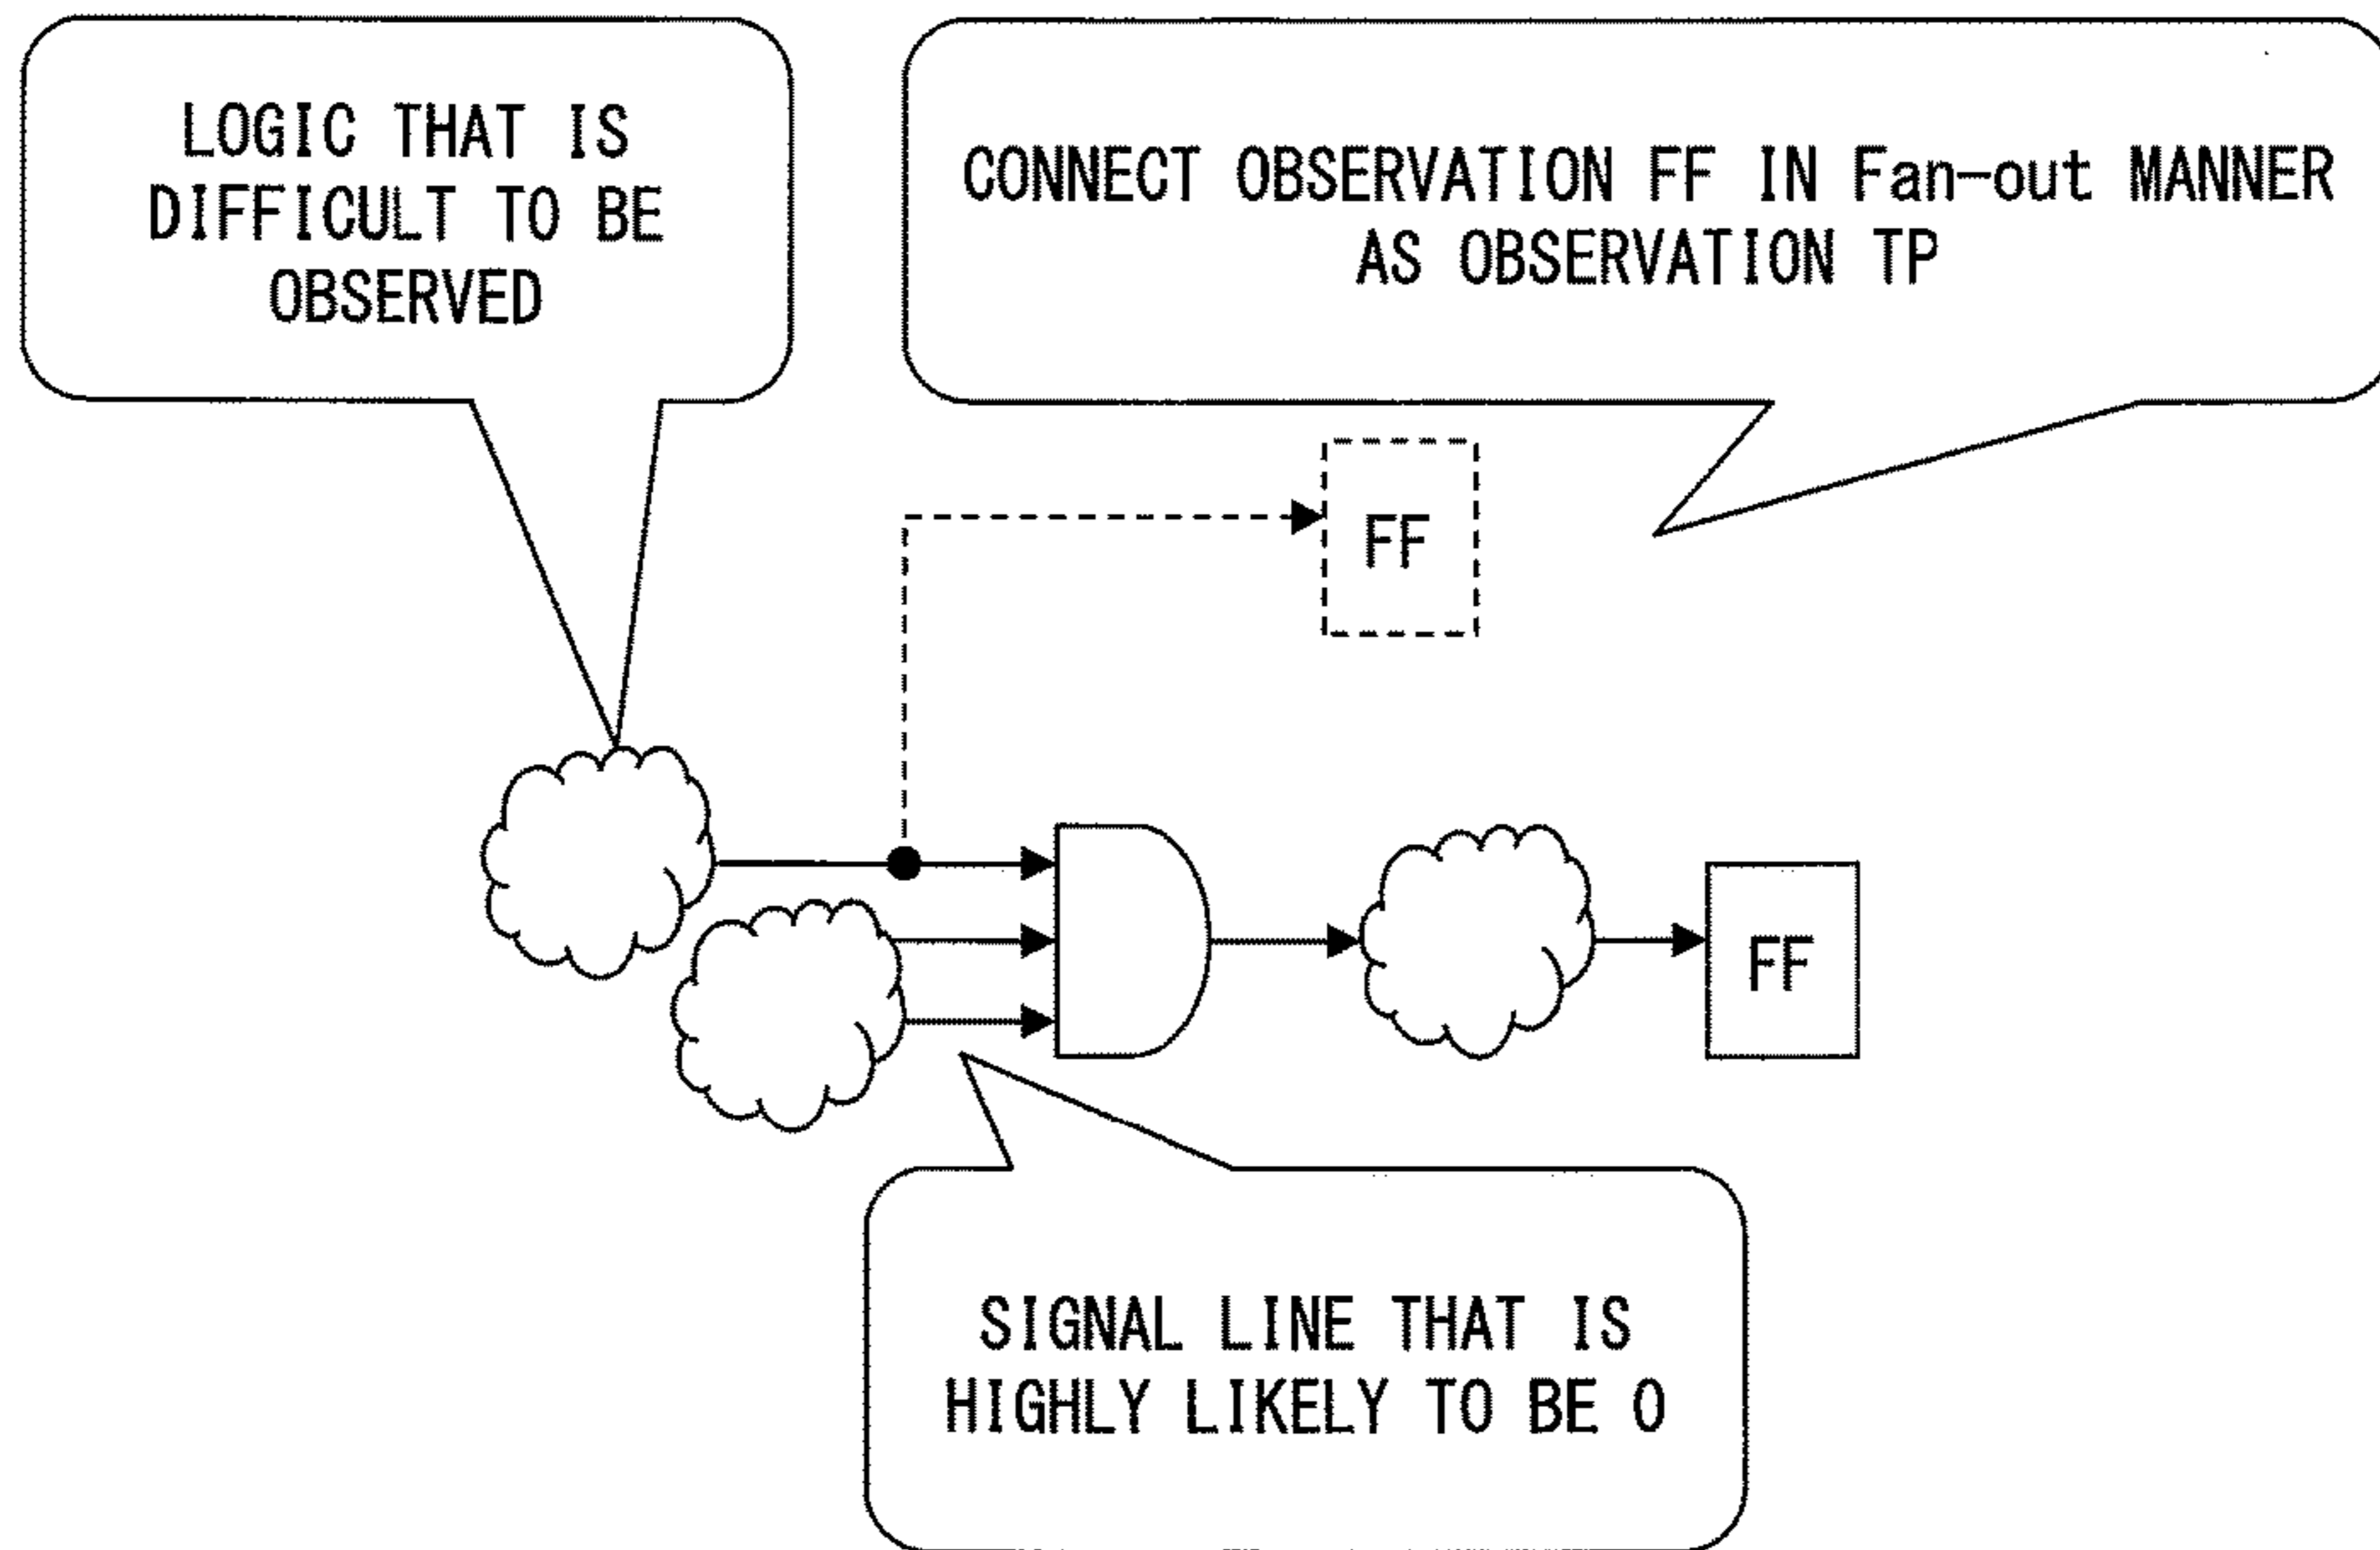 LOGIC THAT IS
DIFFICULT TO BE
OBSERVED
CONNECT OBSERVATION FF IN Fan-out MANNER
AS OBSERVATION TP
FF
FF
SIGNAL LINE THAT IS
HIGHLY LIKELY TO BE 0